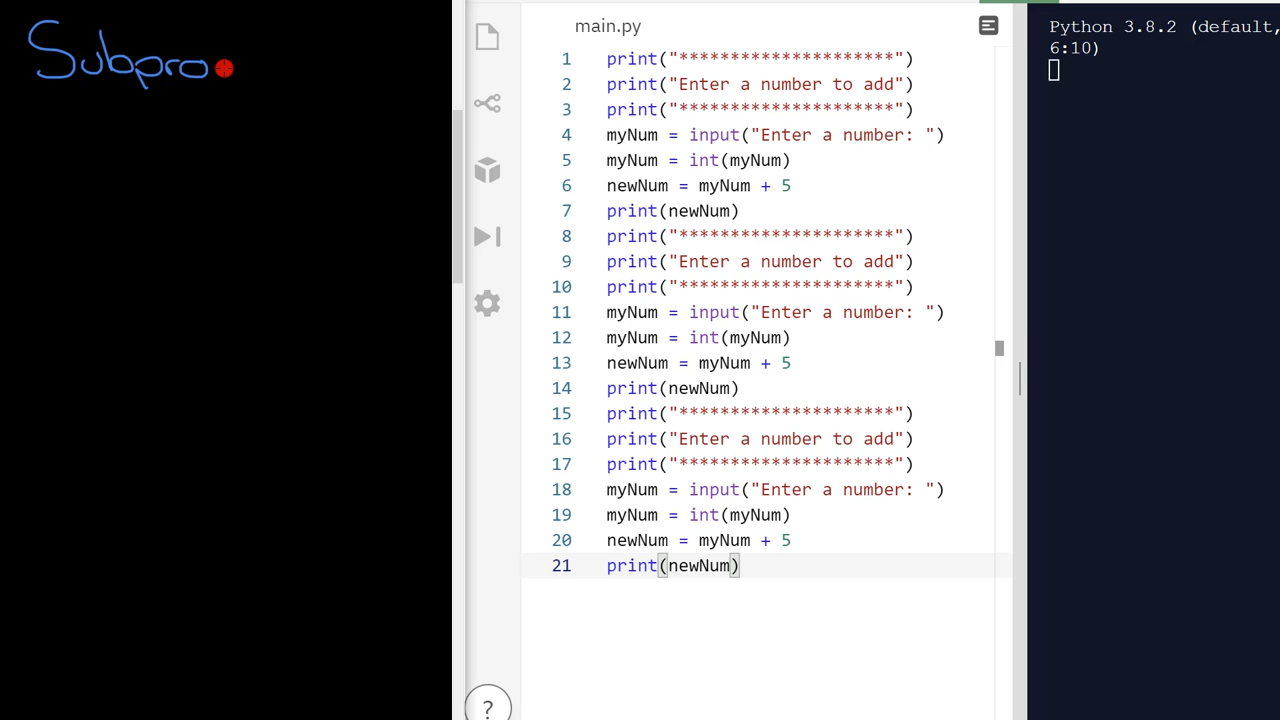 Subpro
main.py
1 print("*********************")
2 print("Enter a number to add")
3 print("*********************")
4 myNum = input("Enter a number: ")
5 myNum = int(myNum)
6 newNum = myNum + 5
7 print(newNum)
8 print("*********************")
9 print("Enter a number to add")
10 print("*********************")
11 myNum = input("Enter a number: ")
12 myNum = int(myNum)
13 newNum = myNum + 5
14 print(newNum)
15 print("*********************")
16 print("Enter a number to add")
17 print("*********************")
18 myNum = input("Enter a number: ")
19 myNum = int(myNum)
20 newNum = myNum + 5
21 print(newNum)
?
Python 3.8.2 (default,
6:10)